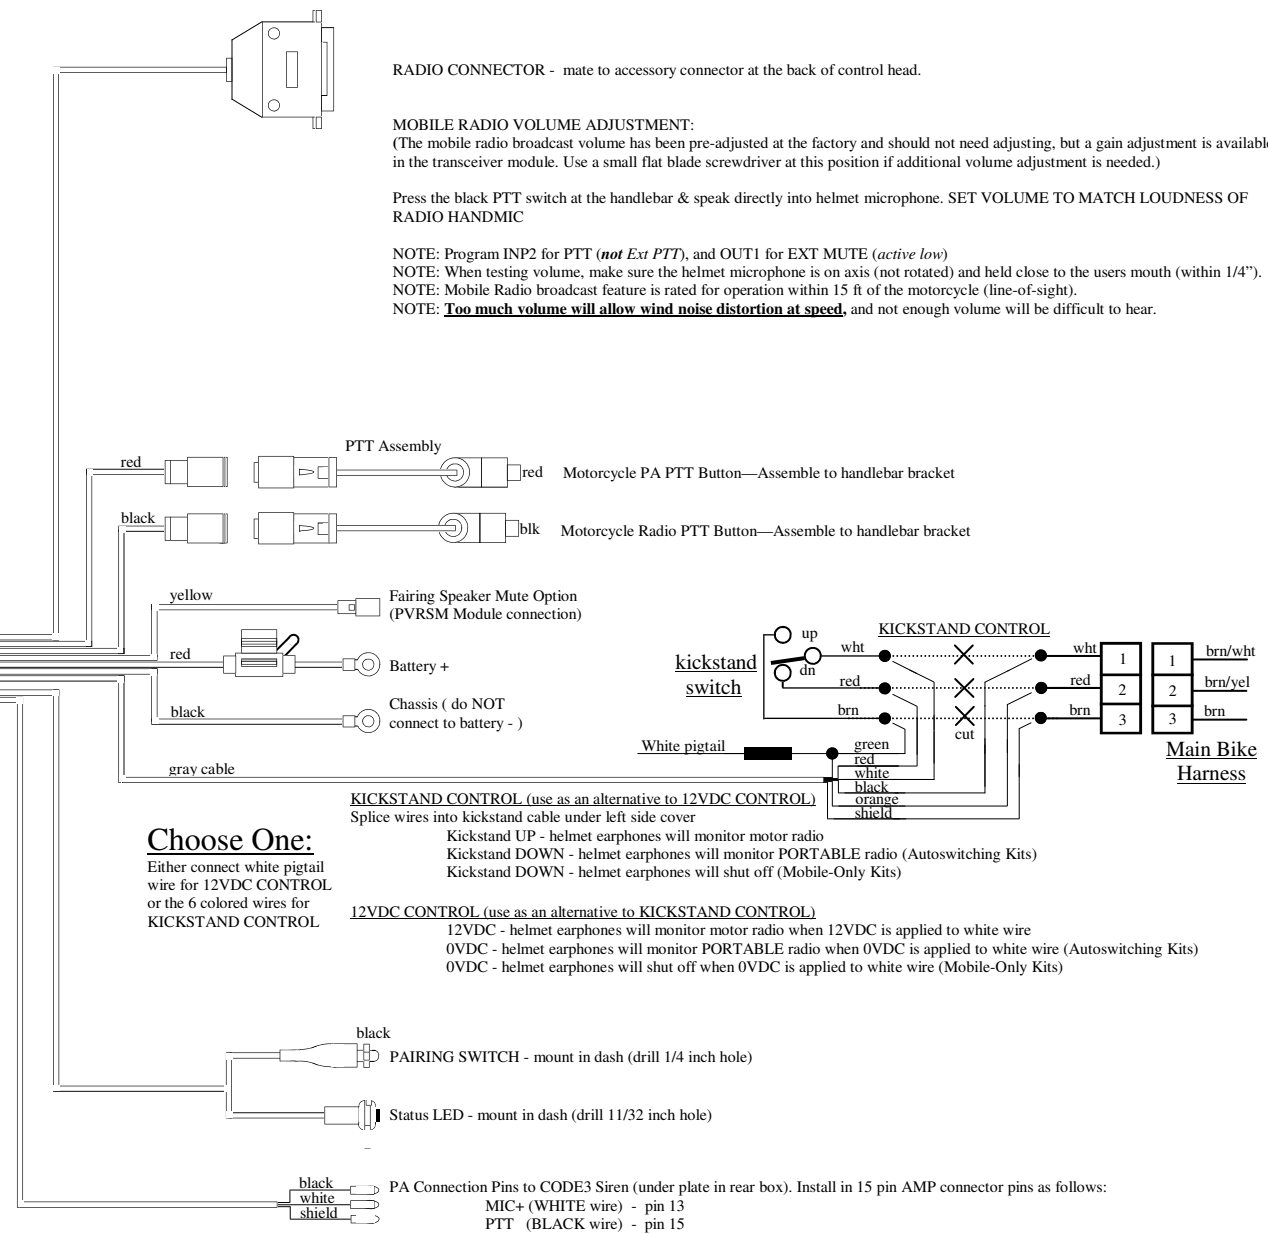 RADIO CONNECTOR -  mate to accessory connector at the back of control head.
MOBILE RADIO VOLUME ADJUSTMENT:
(The mobile radio broadcast volume has been pre-adjusted at the factory and should not need adjusting, but a gain adjustment is availabl
in the transceiver module. Use a small flat blade screwdriver at this position if additional volume adjustment is needed.)
Press the black PTT switch at the handlebar & speak directly into helmet microphone. SET VOLUME TO MATCH LOUDNESS OF
RADIO HANDMIC
NOTE: Program INP2 for PTT (not Ext PTT), and OUT1 for EXT MUTE (active low)
NOTE: When testing volume, make sure the helmet microphone is on axis (not rotated) and held close to the users mouth (within 1/4”).
NOTE: Mobile Radio broadcast feature is rated for operation within 15 ft of the motorcycle (line-of-sight).
NOTE: Too much volume will allow wind noise distortion at speed, and not enough volume will be difficult to hear.
PTT Assembly
red
red
Motorcycle PA PTT Button—Assemble to handlebar bracket
black
blk
Motorcycle Radio PTT Button—Assemble to handlebar bracket
yellow
Fairing Speaker Mute Option
(PVRSM Module connection)
red
Battery +
black
Chassis ( do NOT
connect to battery - )
gray cable
kickstand
switch
up
dn
KICKSTAND CONTROL
wht
wht
1
1
brn/wht
red
red
2
2
brn/yel
brn
brn
3
3
brn
cut
Main Bike
Harness
White pigtail
green
red
white
black
orange
shield
KICKSTAND CONTROL (use as an alternative to 12VDC CONTROL)
Splice wires into kickstand cable under left side cover
Kickstand UP - helmet earphones will monitor motor radio
Kickstand DOWN - helmet earphones will monitor PORTABLE radio (Autoswitching Kits)
Kickstand DOWN - helmet earphones will shut off (Mobile-Only Kits)
Choose One:
Either connect white pigtail
wire for 12VDC CONTROL
or the 6 colored wires for
KICKSTAND CONTROL
12VDC CONTROL (use as an alternative to KICKSTAND CONTROL)
12VDC - helmet earphones will monitor motor radio when 12VDC is applied to white wire
0VDC - helmet earphones will monitor PORTABLE radio when 0VDC is applied to white wire (Autoswitching Kits)
0VDC - helmet earphones will shut off when 0VDC is applied to white wire (Mobile-Only Kits)
black
PAIRING SWITCH - mount in dash (drill 1/4 inch hole)
Status LED - mount in dash (drill 11/32 inch hole)
black
white
shield
PA Connection Pins to CODE3 Siren (under plate in rear box). Install in 15 pin AMP connector pins as follows:
MIC+ (WHITE wire)  -  pin 13
PTT   (BLACK wire)  -  pin 15